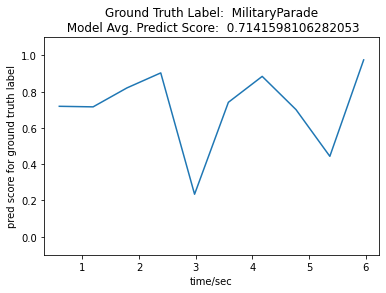 Ground Truth Label:  MilitaryParade
Model Avg. Predict Score:  0.7141598106282053
pred score for ground truth label
1.0
0.8
0.6
0.4
0.2
0.0
1 2 3 4 5 6
time/sec